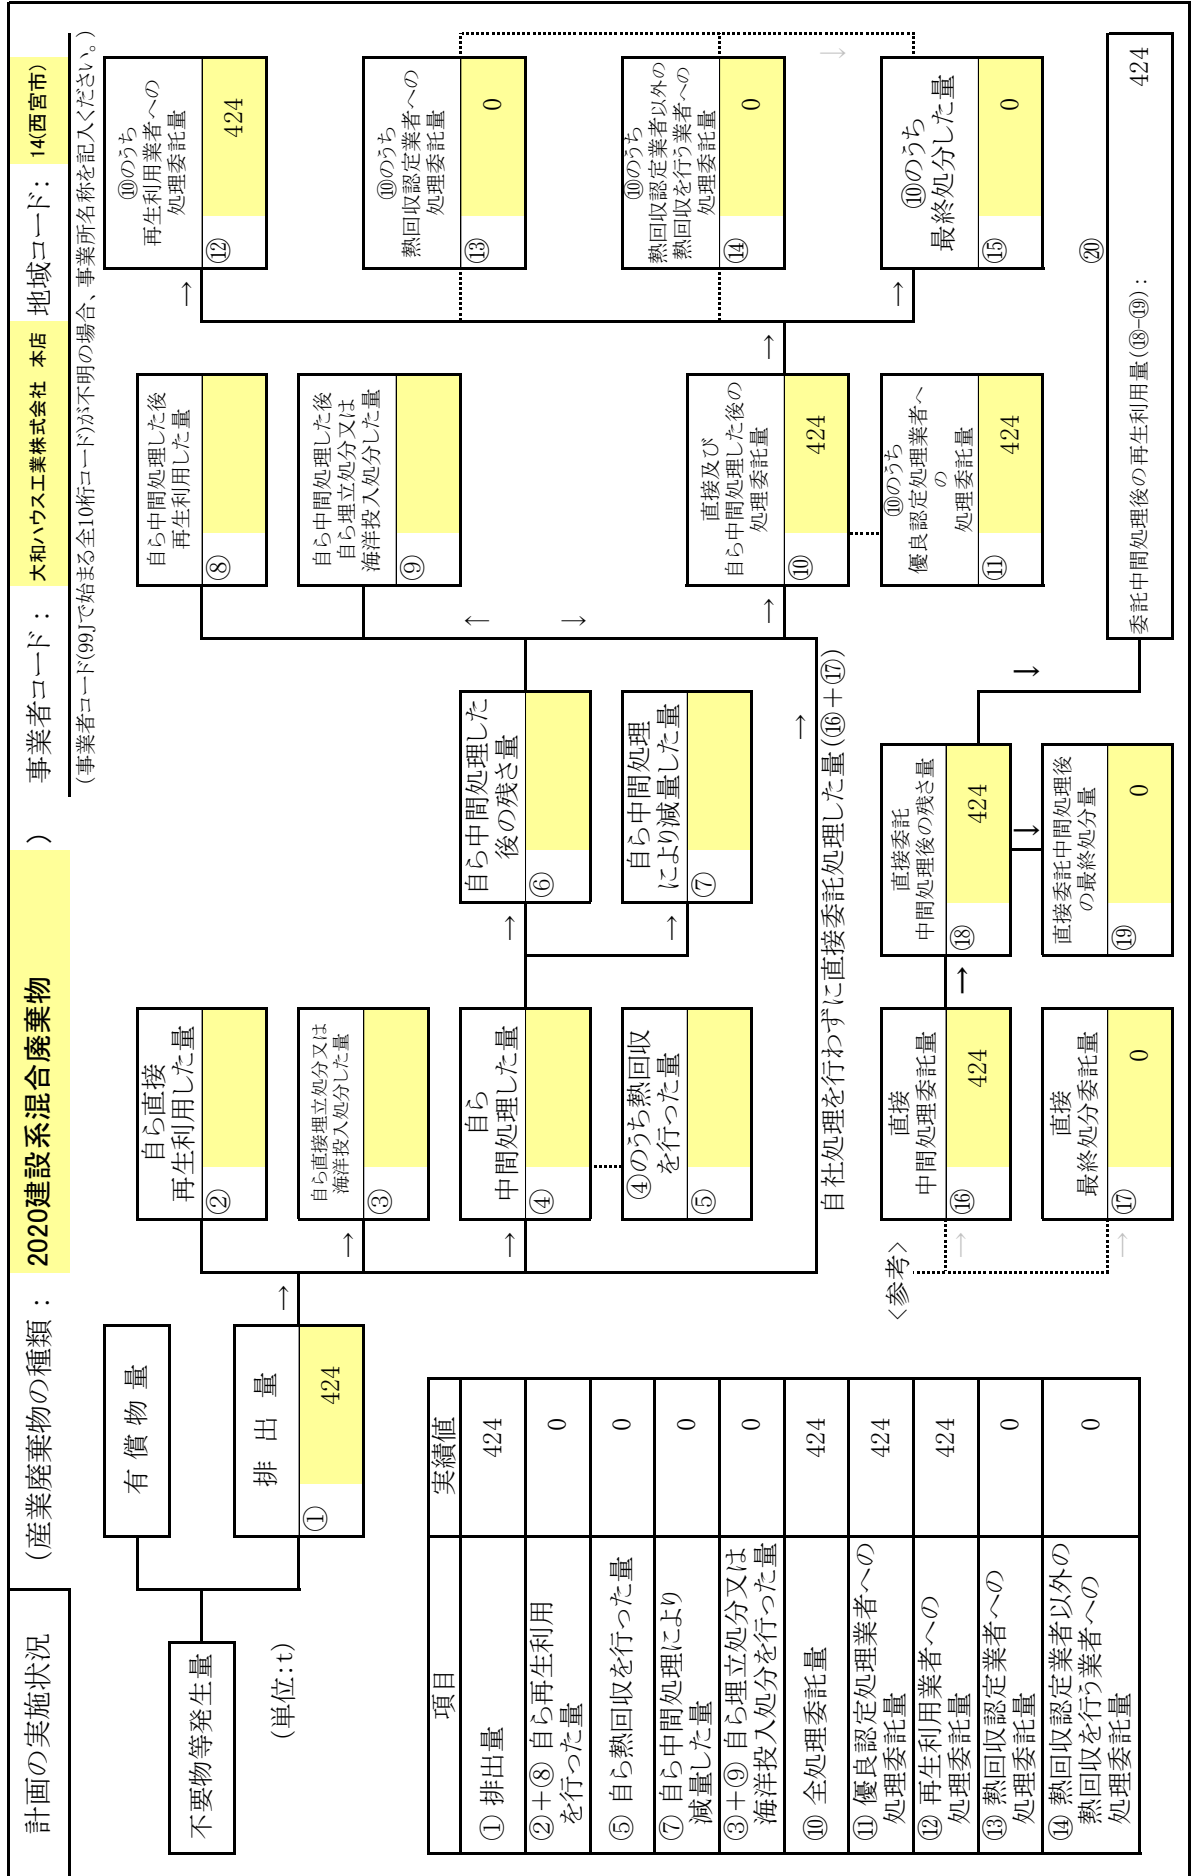 計画の実施状況
(産業廃棄物の種類： 2020建設系混合廃棄物 )
事業者コード： 大和ハウス工業株式会社 本店 地域コード： 14(西宮市)
(事業者コード(99Jで始まる全10桁コード)が不明の場合、事業所名称を記入ください。)
不要物等発生量
(単位:t)
有 償 物 量
排 出 量
① 424
→
自ら直接
再生利用した量
②
→
自ら直接埋立処分又は
海洋投入処分した量
③
→
自ら
中間処理した量
④
④のうち熱回収
を行った量
⑤
→
自ら中間処理した
後の残さ量
⑥
→
自ら中間処理
により減量した量
⑦
↑
↓
自ら中間処理した後
再生利用した量
⑧
自ら中間処理した後
自ら埋立処分又は
海洋投入処分した量
⑨
→
直接及び
自ら中間処理した後の
処理委託量
⑩ 424
⑩のうち
優良認定処理業者へ
の
処理委託量
⑪ 424
→
→
⑩のうち
再生利用業者への
処理委託量
⑫ 424
⑩のうち
熱回収認定業者への
処理委託量
⑬ 0
⑩のうち
熱回収認定業者以外の
熱回収を行う業者への
処理委託量
⑭ 0
→
↓
⑩のうち
最終処分した量
⑮ 0
→
自社処理を行わずに直接委託処理した量(⑯＋⑰)
<参考>
→
直接
中間処理委託量
⑯ 424
→
直接
最終処分委託量
⑰ 0
→
直接委託
中間処理後の残さ量
⑱ 424
↓
直接委託中間処理後
の最終処分量
⑲ 0
↓
⑳
委託中間処理後の再生利用量(⑱-⑲)： 424
項目 実績値
① 排出量 424
②＋⑧ 自ら再生利用
を行った量 0
⑤ 自ら熱回収を行った量 0
⑦ 自ら中間処理により
減量した量 0
③＋⑨ 自ら埋立処分又は
海洋投入処分を行った量 0
⑩ 全処理委託量 424
⑪ 優良認定処理業者への
処理委託量 424
⑫ 再生利用業者への
処理委託量 424
⑬ 熱回収認定業者への
処理委託量 0
⑭ 熱回収認定業者以外の
熱回収を行う業者への
処理委託量 0